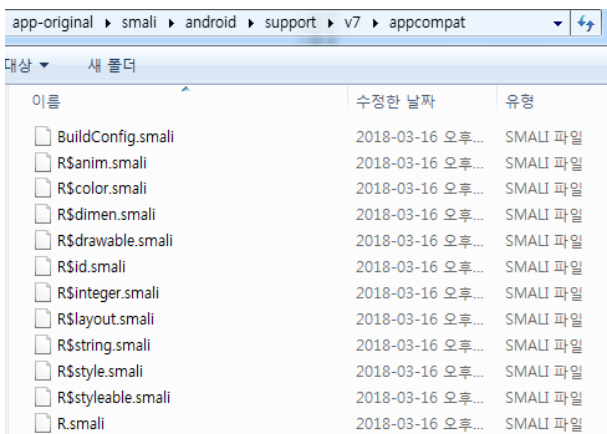 app-original ▸ smali ▸ android ▸ support ▸ v7 ▸ appcompat
대상 ▼ 새 폴더
이름 수정한 날짜 유형
BuildConfig.smali 2018-03-16 오후... SMALI 파일
R$anim.smali 2018-03-16 오후... SMALI 파일
R$color.smali 2018-03-16 오후... SMALI 파일
R$dimen.smali 2018-03-16 오후... SMALI 파일
R$drawable.smali 2018-03-16 오후... SMALI 파일
R$id.smali 2018-03-16 오후... SMALI 파일
R$integer.smali 2018-03-16 오후... SMALI 파일
R$layout.smali 2018-03-16 오후... SMALI 파일
R$string.smali 2018-03-16 오후... SMALI 파일
R$style.smali 2018-03-16 오후... SMALI 파일
R$styleable.smali 2018-03-16 오후... SMALI 파일
R.smali 2018-03-16 오후... SMALI 파일